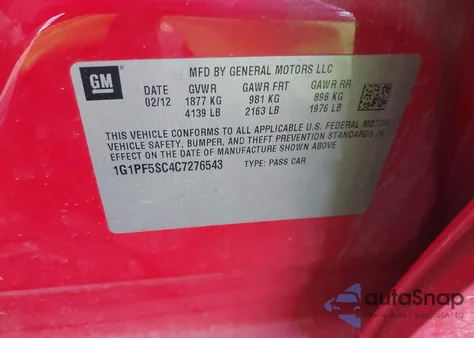 GM
MFD BY GENERAL MOTORS LLC
DATE GVWR GAWR FRT GAWR RR
02/12 1877 KG 981 KG 896 KG
4139 LB 2163 LB 1976 LB
THIS VEHICLE CONFORMS TO ALL APPLICABLE U.S. FEDERAL MOTOR
VEHICLE SAFETY, BUMPER, AND THEFT PREVENTION STANDARDS IN
EFFECT ON THE DATE OF MANUFACTURE SHOWN ABOVE.
1G1PF5SC4C7276543 TYPE: PASS CAR
autoSnap